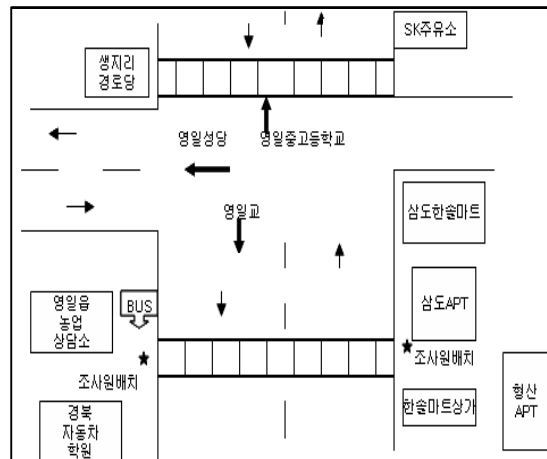 SK주유소
생지리
경로당
영일성당
영일중고등학교
영일교
삼도한솔마트
삼도APT
영일읍
농업
상담소
BUS
조사원배치
조사원배치
한솔마트상가
형산
APT
경북
자동차
학원